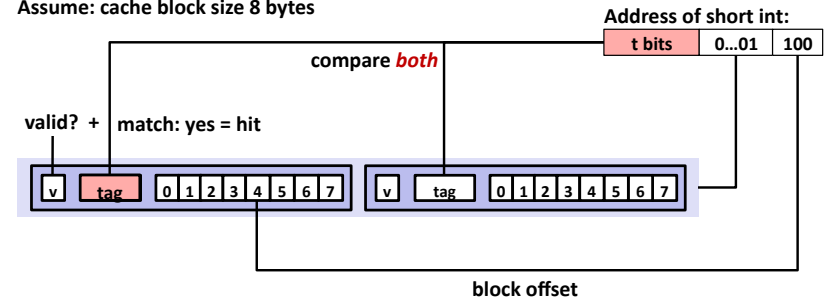 Assume: cache block size 8 bytes
Address of short int:
t bits 0...01 100
compare both
valid? + match: yes = hit
v tag 0 1 2 3 4 5 6 7 v tag 0 1 2 3 4 5 6 7
block offset